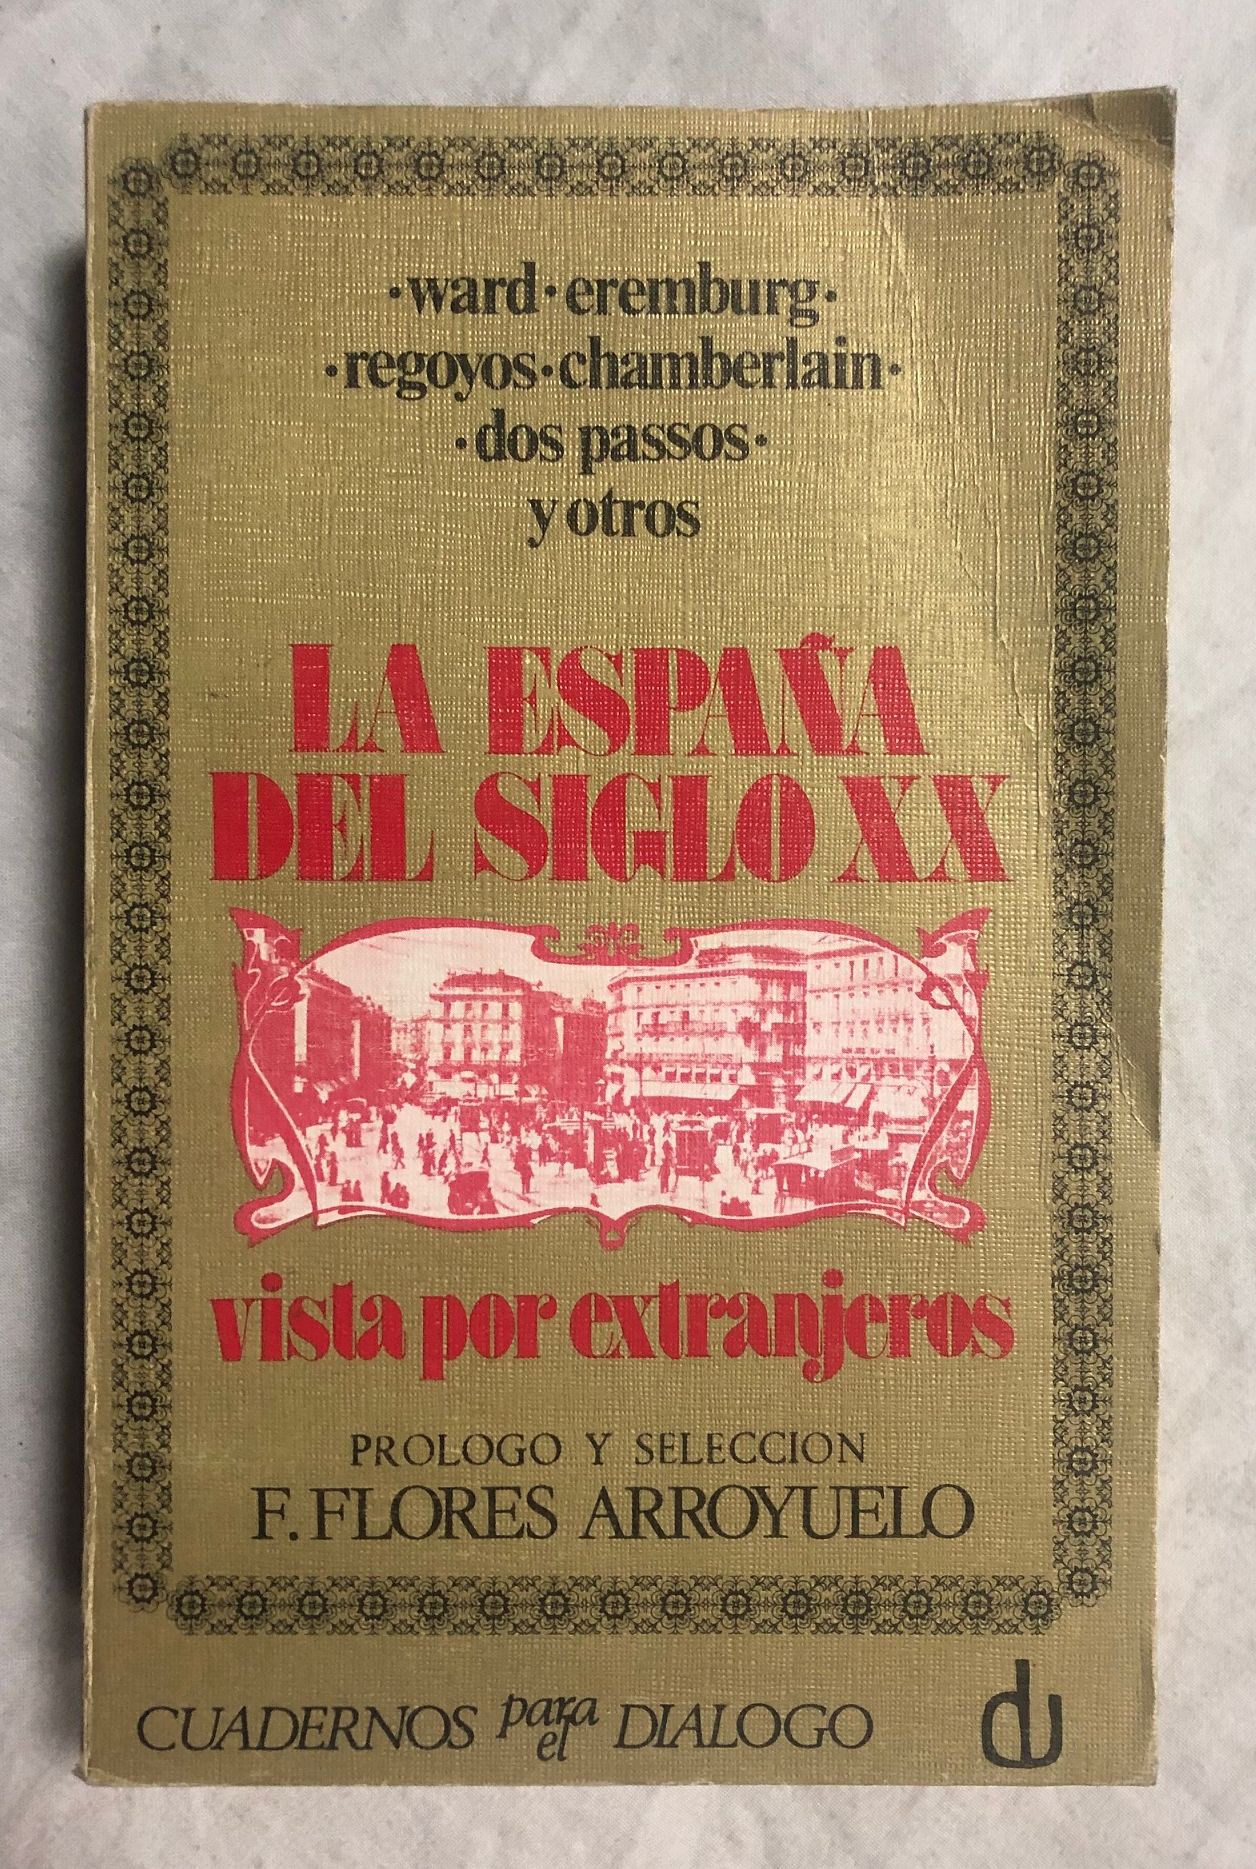 ·ward·eremburg·
·regoyos·chamberlain·
·dos passos·
y otros
LA ESPAÑA
DEL SIGLO XX
vista por extranjeros
PROLOGO Y SELECCION
F. FLORES ARROYUELO
CUADERNOS para el DIALOGO